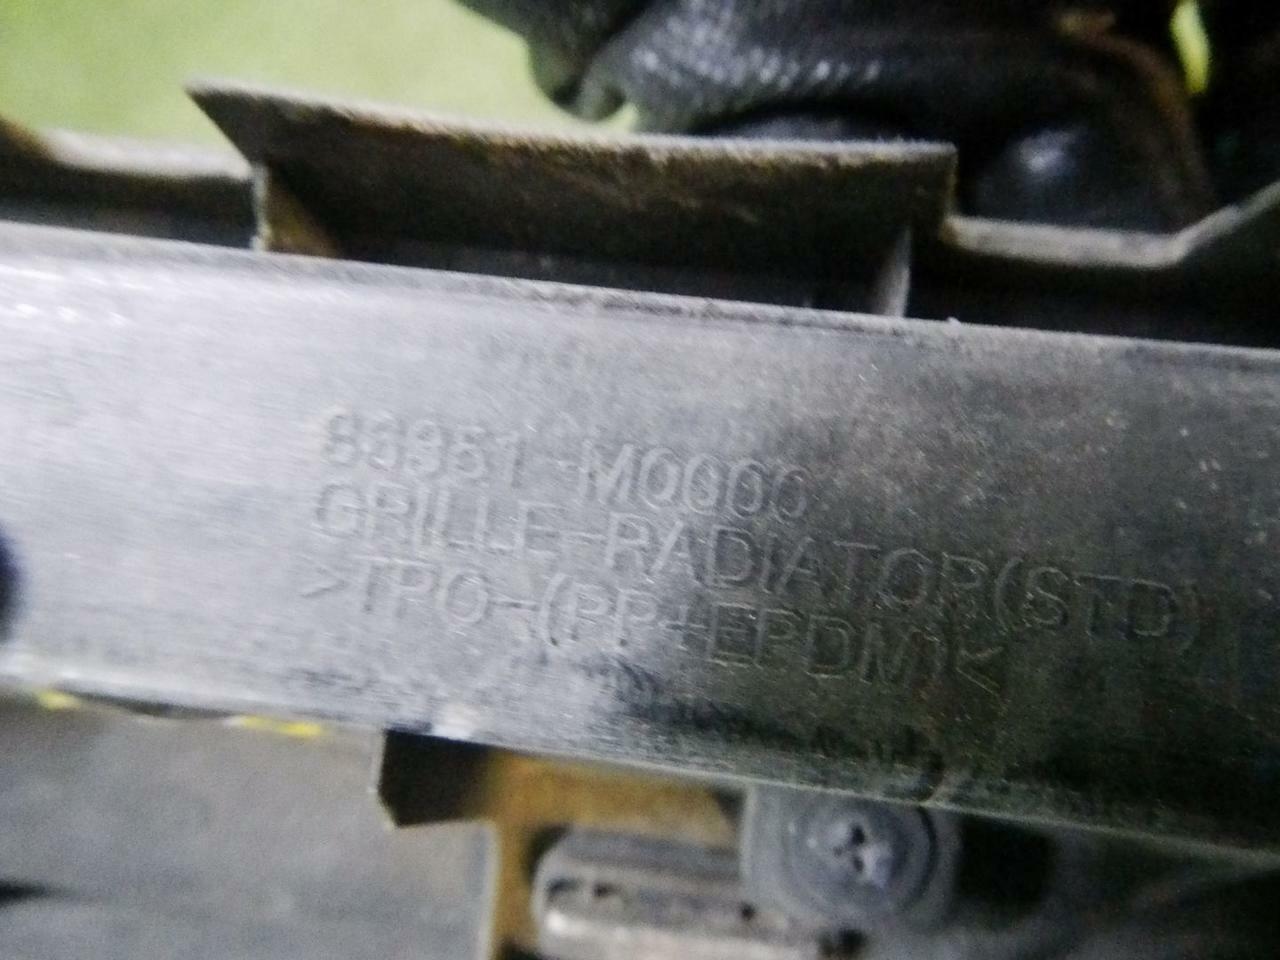 86351-M0000
GRILLE-RADIATOR(STD)
>TPO-(PP+EPDM)<